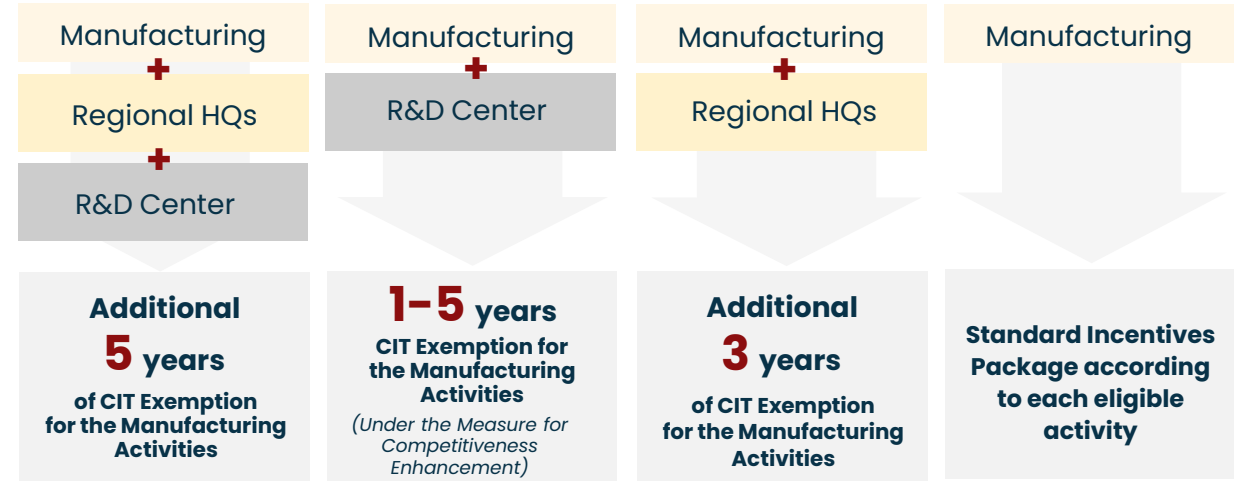 Manufacturing
+
Regional HQs
+
R&D Center
Additional
5 years
of CIT Exemption
for the Manufacturing
Activities
Manufacturing
+
R&D Center
1-5 years
CIT Exemption for
the Manufacturing
Activities
(Under the Measure for
Competitiveness
Enhancement)
Manufacturing
+
Regional HQs
Additional
3 years
of CIT Exemption
for the Manufacturing
Activities
Manufacturing
Standard Incentives
Package according
to each eligible
activity